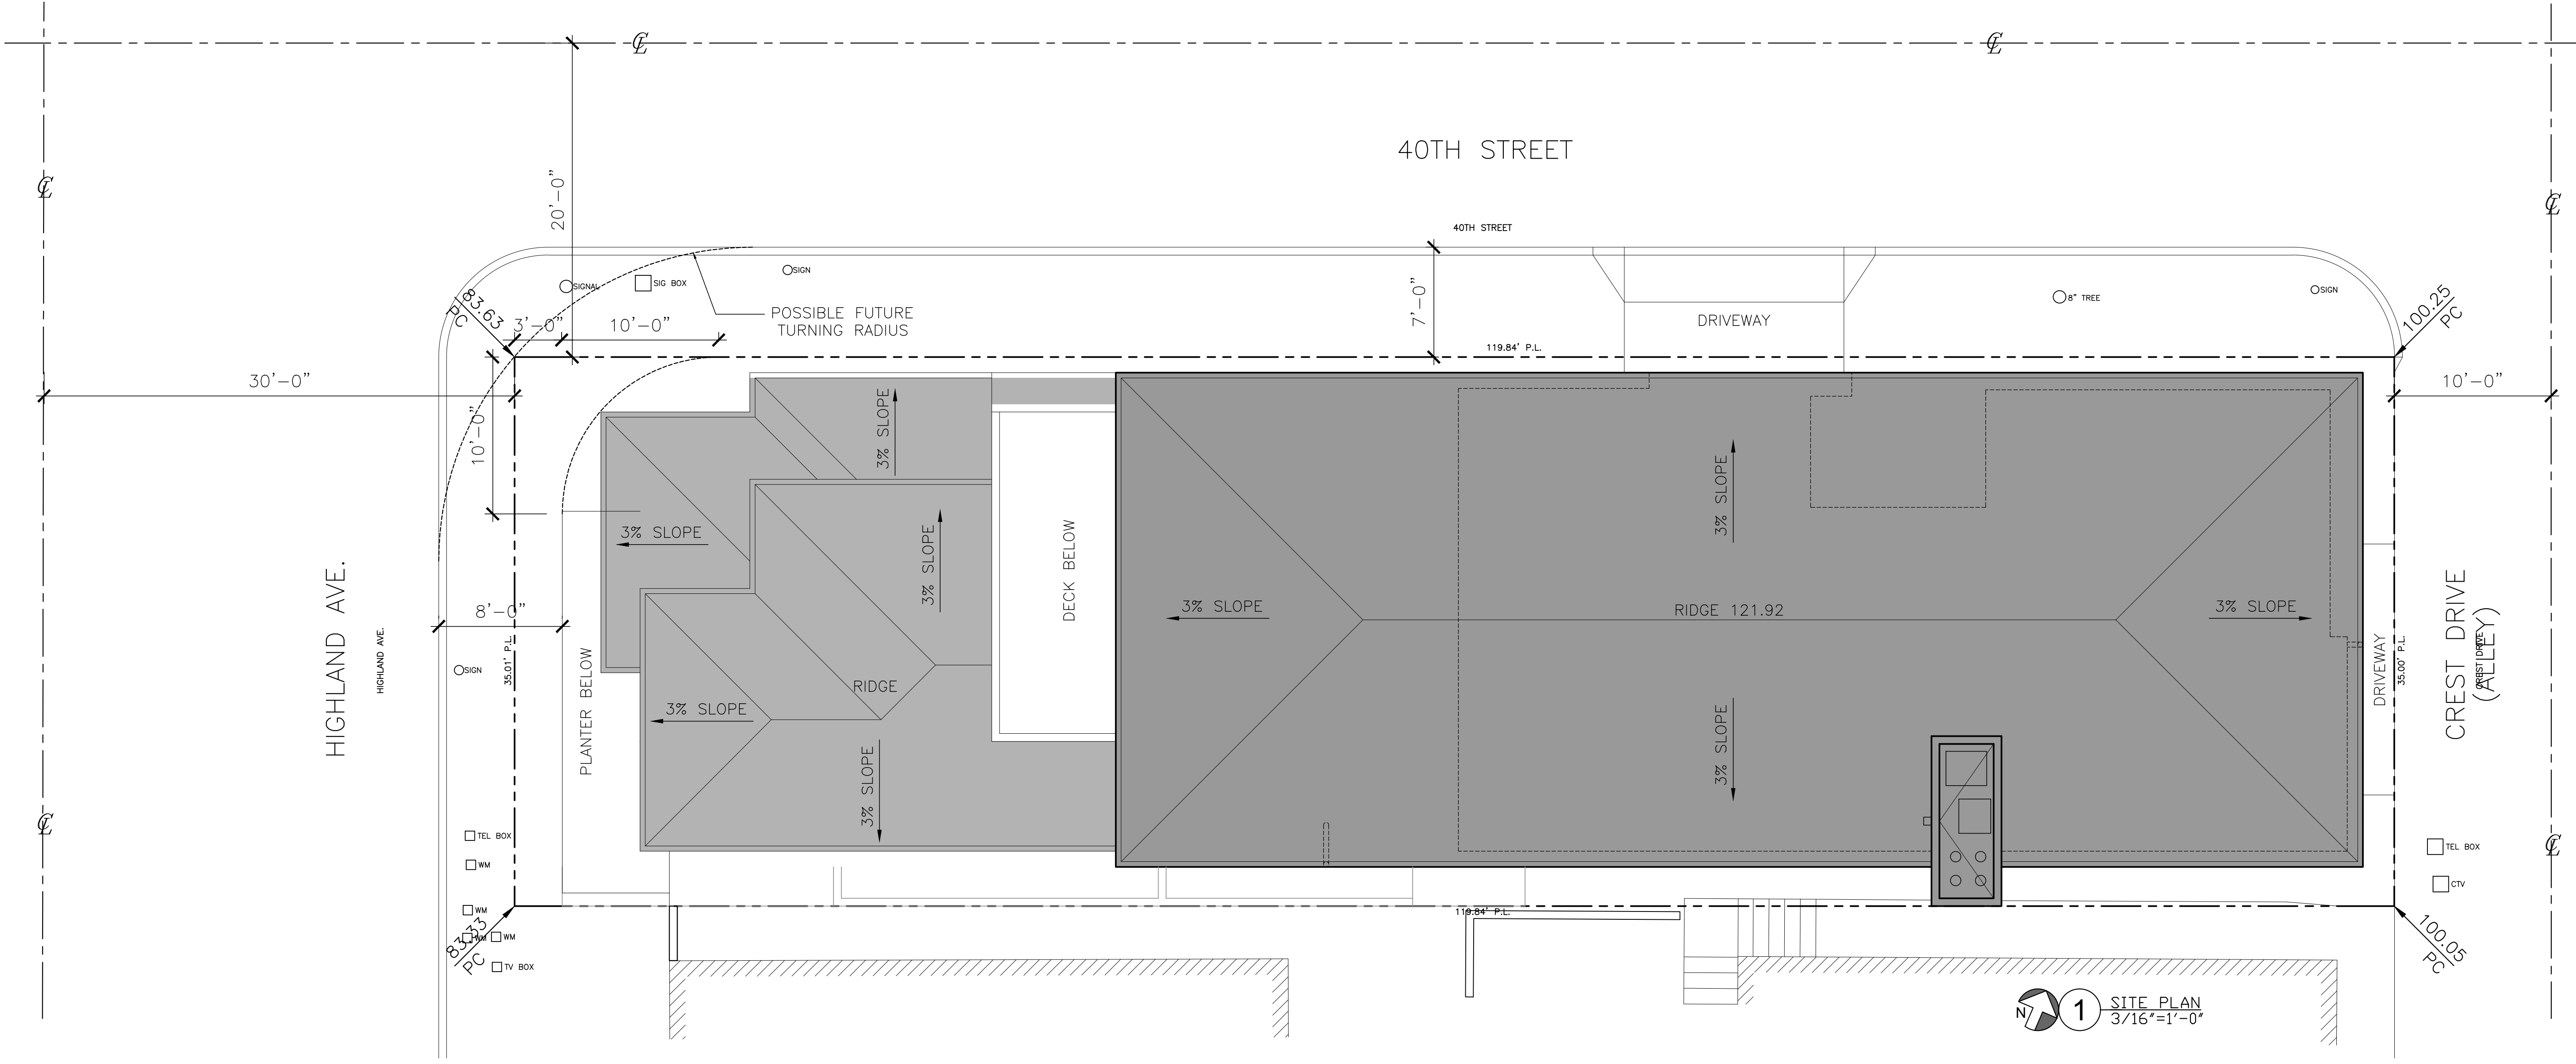 ℄
℄
℄
℄
40TH STREET
20'-0"
40TH STREET
SIGNAL
SIG BOX
SIGN
8" TREE
SIGN
83.63
PC
3'-0"
10'-0"
POSSIBLE FUTURE
TURNING RADIUS
7'-0"
DRIVEWAY
100.25
PC
119.84' P.L.
30'-0"
10'-0"
10'-0"
3% SLOPE
3% SLOPE
3% SLOPE
3% SLOPE
DECK BELOW
3% SLOPE
RIDGE 121.92
3% SLOPE
8'-0"
HIGHLAND AVE.
HIGHLAND AVE.
SIGN
35.01' P.L.
PLANTER BELOW
RIDGE
3% SLOPE
3% SLOPE
3% SLOPE
DRIVEWAY
35.00' P.L.
CREST DRIVE
(ALLEY)
CREST DRIVE
℄
℄
TEL BOX
WM
WM
WM
WM
TV BOX
83.33
PC
119.84' P.L.
TEL BOX
CTV
100.05
PC
N
1
SITE PLAN
3/16"=1'-0"